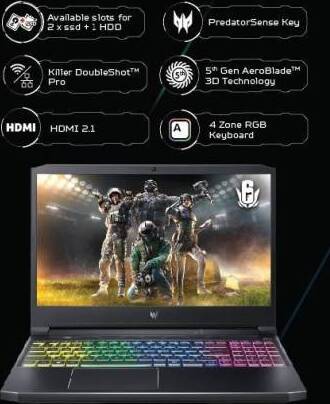 Available slots for
2 x ssd + 1 HDD
PredatorSense Key
Killer DoubleShot™
Pro
5th Gen AeroBlade™
3D Technology
HDMI
HDMI 2.1
A
4 Zone RGB
Keyboard